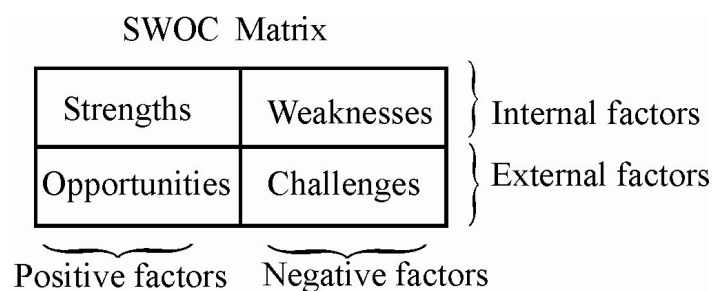 SWOC Matrix
Strengths Weaknesses Internal factors
Opportunities Challenges External factors
Positive factors Negative factors